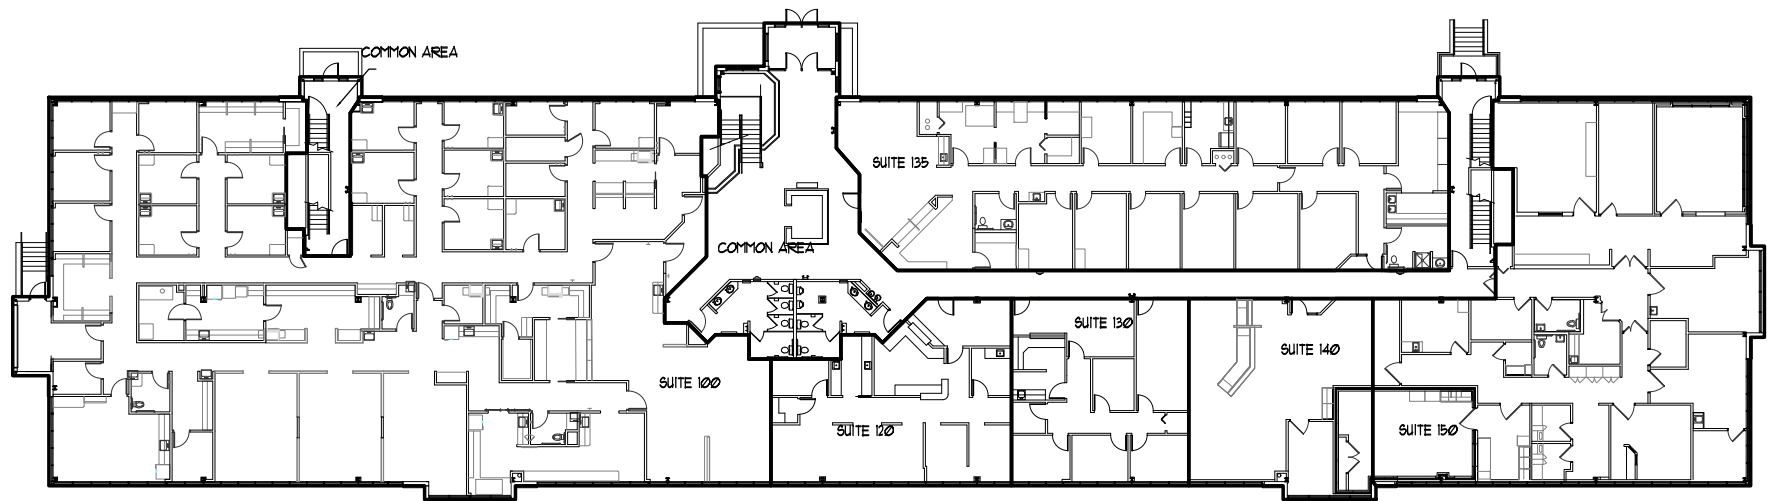 COMMON AREA
SUITE 135
COMMON AREA
SUITE 130
SUITE 140
SUITE 100
SUITE 120
SUITE 150